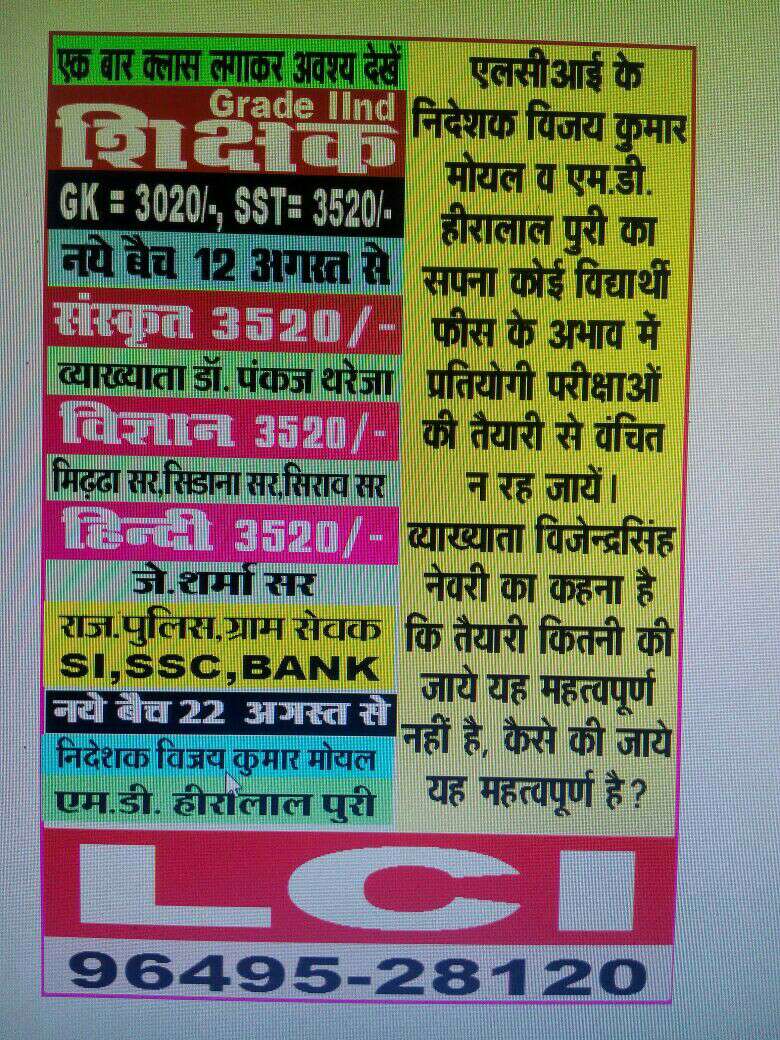 एक बार क्लास लगाकर अवश्य देखें
Grade IInd
शिक्षक
GK = 3020/-, SST= 3520/-
नये बैच 12 अगस्त से
संस्कृत 3520/-
व्याख्याता डॉ. पंकज थरेजा
विज्ञान 3520/-
मिढ्ढा सर,सिडाना सर,सिराव सर
हिन्दी 3520/-
जे.शर्मा सर
राज.पुलिस,ग्राम सेवक
SI,SSC,BANK
नये बैच 22 अगस्त से
निदेशक विजय कुमार मोयल
एम.डी. हीरालाल पुरी
एलसीआई के
निदेशक विजय कुमार
मोयल व एम.डी.
हीरालाल पुरी का
सपना कोई विद्यार्थी
फीस के अभाव में
प्रतियोगी परीक्षाओं
की तैयारी से वंचित
न रह जायें।
व्याख्याता विजेन्द्रसिंह
नेवरी का कहना है
कि तैयारी कितनी की
जाये यह महत्वपूर्ण
नहीं है, कैसे की जाये
यह महत्वपूर्ण है?
LCI
96495-28120